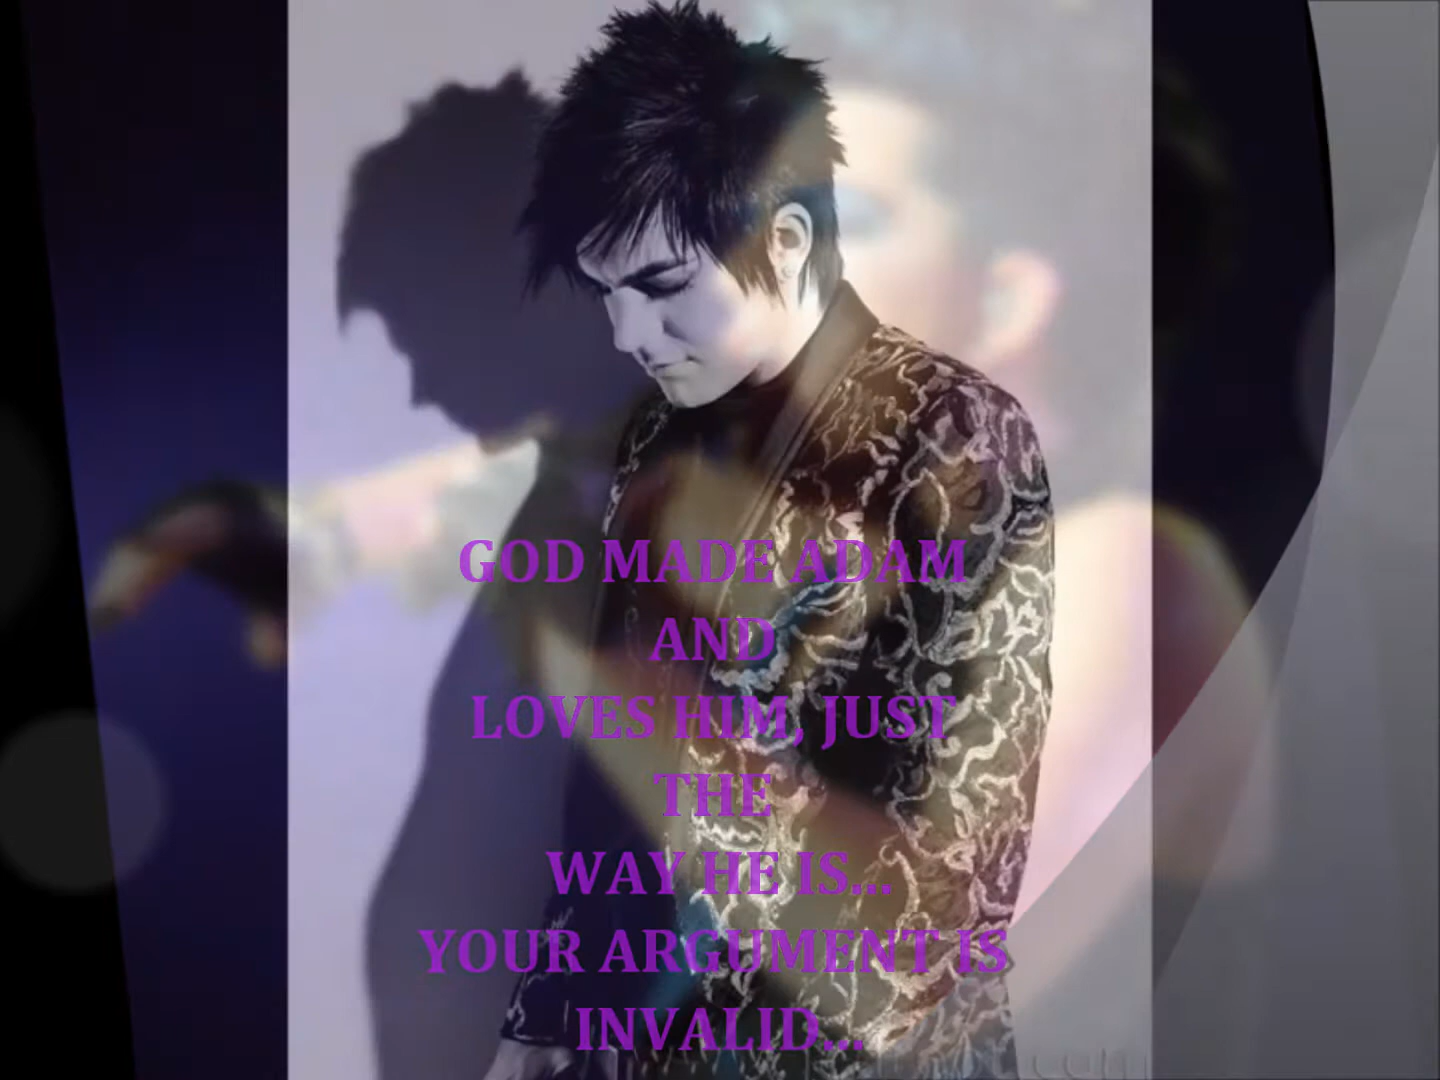 GOD MADE ADAM
AND
LOVES HIM, JUST
THE
WAY HE IS...
YOUR ARGUMENT IS
INVALID...